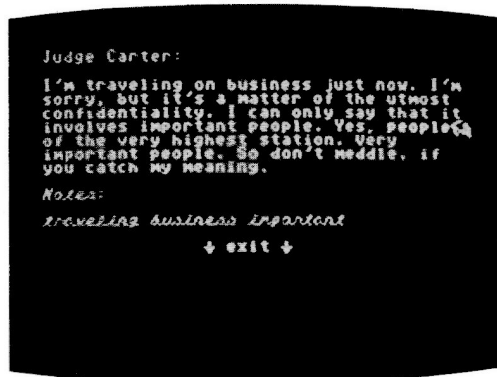 Judge Carter:
I'm traveling on business just now. I'm
sorry, but it's a matter of the utmost
confidentiality. I can only say that it
involves important people. Yes, people
of the very highest station. Very
important people. So don't meddle, if
you catch my meaning.
Notes:
traveling business important
↓ exit ↓